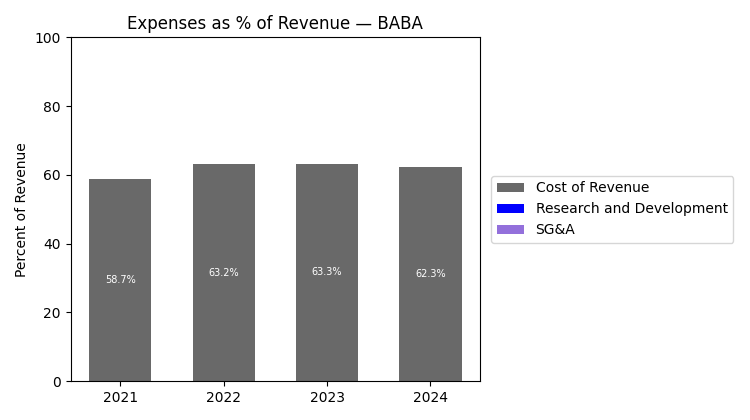 Expenses as % of Revenue — BABA
100
80
60
40
20
0
Percent of Revenue
58.7%
63.2%
63.3%
62.3%
2021
2022
2023
2024
Cost of Revenue
Research and Development
SG&A